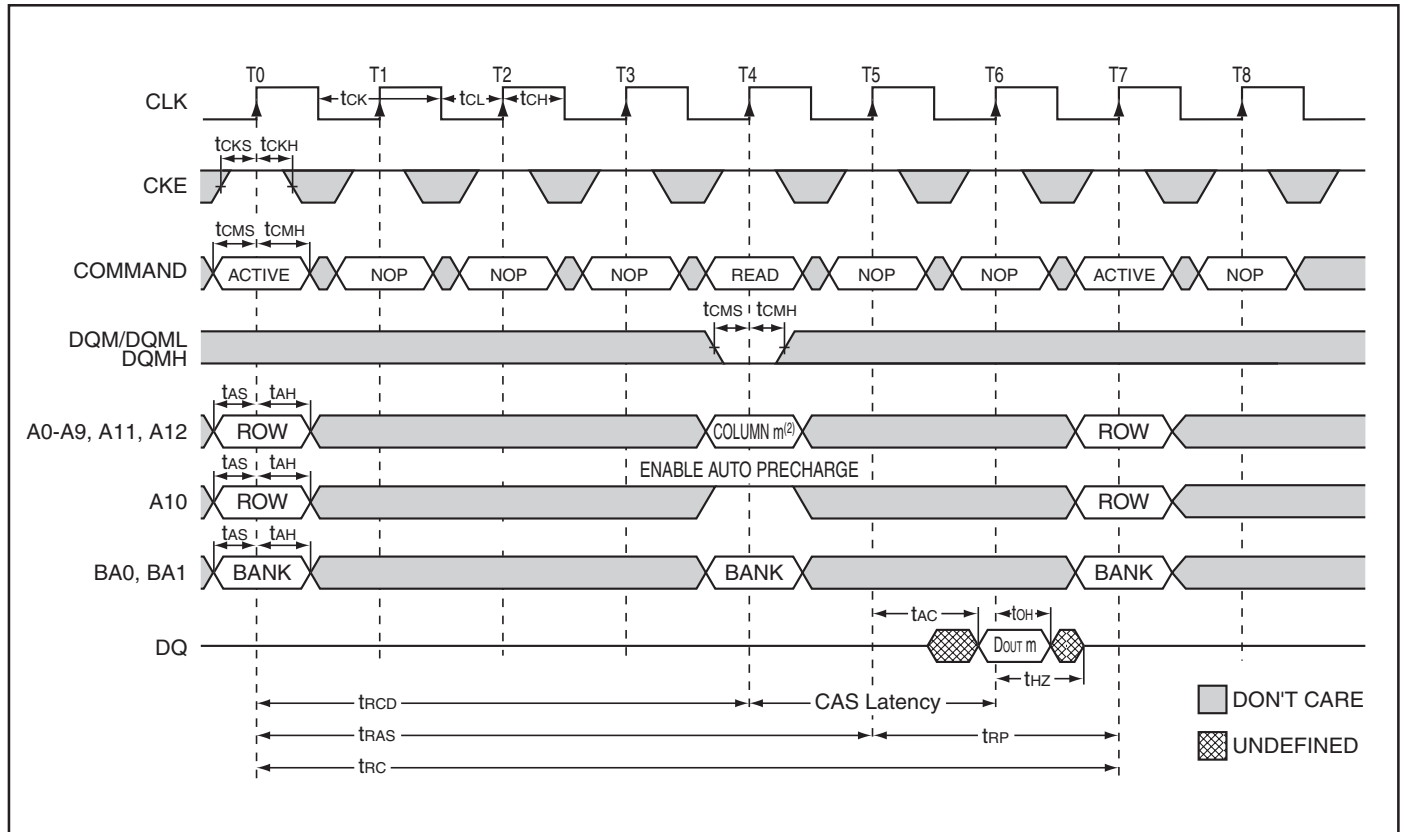 T0 T1 T2 T3 T4 T5 T6 T7 T8
CLK tCK tCL tCH
tCKS tCKH
CKE
tCMS tCMH
COMMAND ACTIVE NOP NOP NOP READ NOP NOP ACTIVE NOP
tCMS tCMH
DQM/DQML
DQMH
tAS tAH
A0-A9, A11, A12 ROW COLUMN m(2) ROW
tAS tAH ENABLE AUTO PRECHARGE
A10 ROW ROW
tAS tAH
BA0, BA1 BANK BANK BANK
tAC tOH
DQ DOUT m
tHZ
tRCD CAS Latency DON'T CARE
tRAS tRP UNDEFINED
tRC